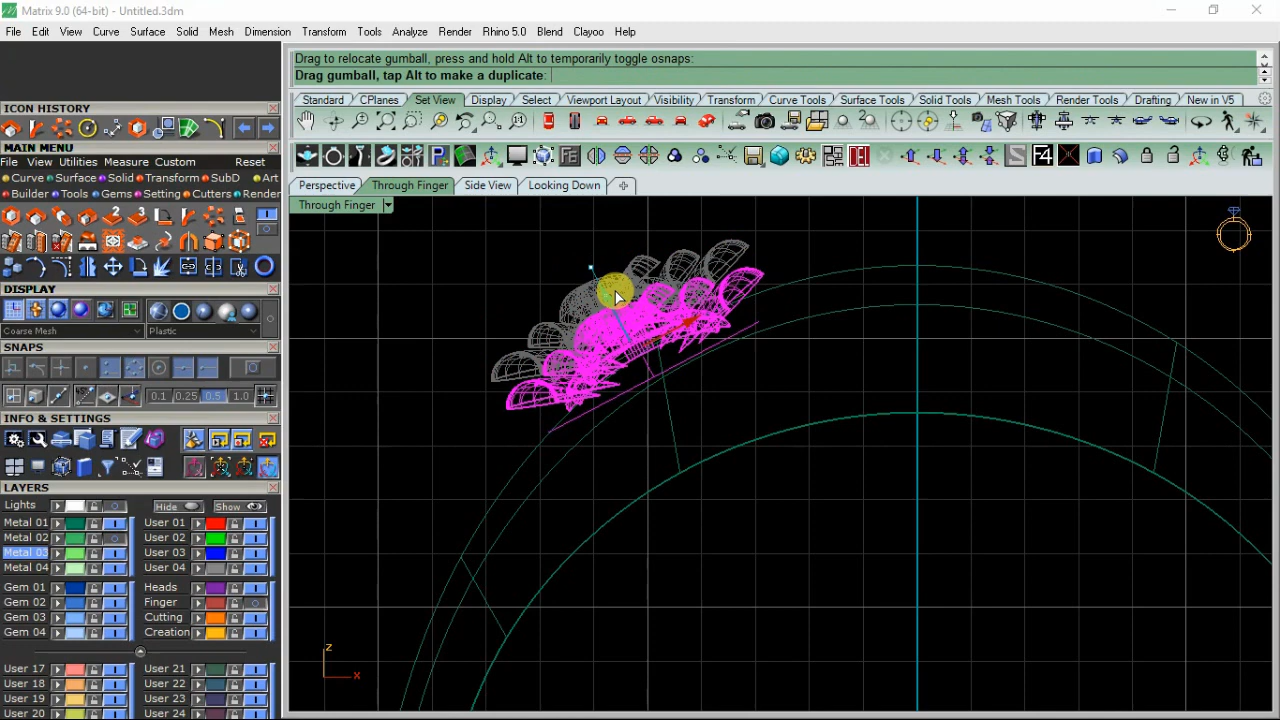 Matrix 9.0 (64-bit) - Untitled.3dm
File Edit View Curve Surface Solid Mesh Dimension Transform Tools Analyze Render Rhino 5.0 Blend Clayoo Help
Drag to relocate gumball, press and hold Alt to temporarily toggle osnaps:
Drag gumball, tap Alt to make a duplicate:
Standard CPlanes Set View Display Select Viewport Layout Visibility Transform Curve Tools Surface Tools Solid Tools Mesh Tools Render Tools Drafting New in V5
ICON HISTORY
MAIN MENU
File View Utilities Measure Custom Reset
Curve Surface Solid Transform SubD Art
Builder Tools Gems Setting Cutters Render
F4
Perspective Through Finger Side View Looking Down
Through Finger
DISPLAY
Coarse Mesh Plastic
SNAPS
0.1 0.25 0.5 1.0
INFO & SETTINGS
LAYERS
Lights Hide Show
Metal 01 User 01
Metal 02 User 02
Metal 03 User 03
Metal 04 User 04
Gem 01 Heads
Gem 02 Finger
Gem 03 Cutting
Gem 04 Creation
User 17 User 21
User 18 User 22
User 19 User 23
User 20 User 24
z
x